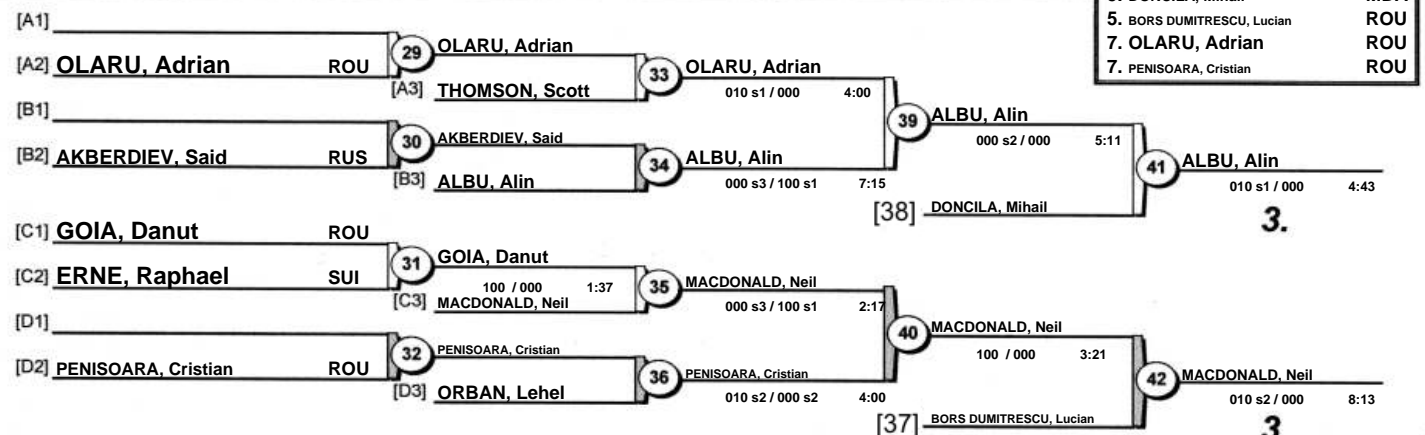 5. BORS DUMITRESCU, Lucian ROU
7. OLARU, Adrian ROU
7. PENISOARA, Cristian ROU
[A1]
[A2] OLARU, Adrian ROU
29
OLARU, Adrian
[A3] THOMSON, Scott
33
OLARU, Adrian
010 s1 / 000 4:00
[B1]
[B2] AKBERDIEV, Said RUS
30
AKBERDIEV, Said
[B3] ALBU, Alin
34
ALBU, Alin
000 s3 / 100 s1 7:15
39
ALBU, Alin
000 s2 / 000 5:11
[38] DONCILA, Mihail
41
ALBU, Alin
010 s1 / 000 4:43
3.
[C1] GOIA, Danut ROU
[C2] ERNE, Raphael SUI
31
GOIA, Danut
100 / 000 1:37
[C3] MACDONALD, Neil
35
MACDONALD, Neil
000 s3 / 100 s1 2:17
[D1]
[D2] PENISOARA, Cristian ROU
32
PENISOARA, Cristian
[D3] ORBAN, Lehel
36
PENISOARA, Cristian
010 s2 / 000 s2 4:00
40
MACDONALD, Neil
100 / 000 3:21
[37] BORS DUMITRESCU, Lucian
42
MACDONALD, Neil
010 s2 / 000 8:13
3